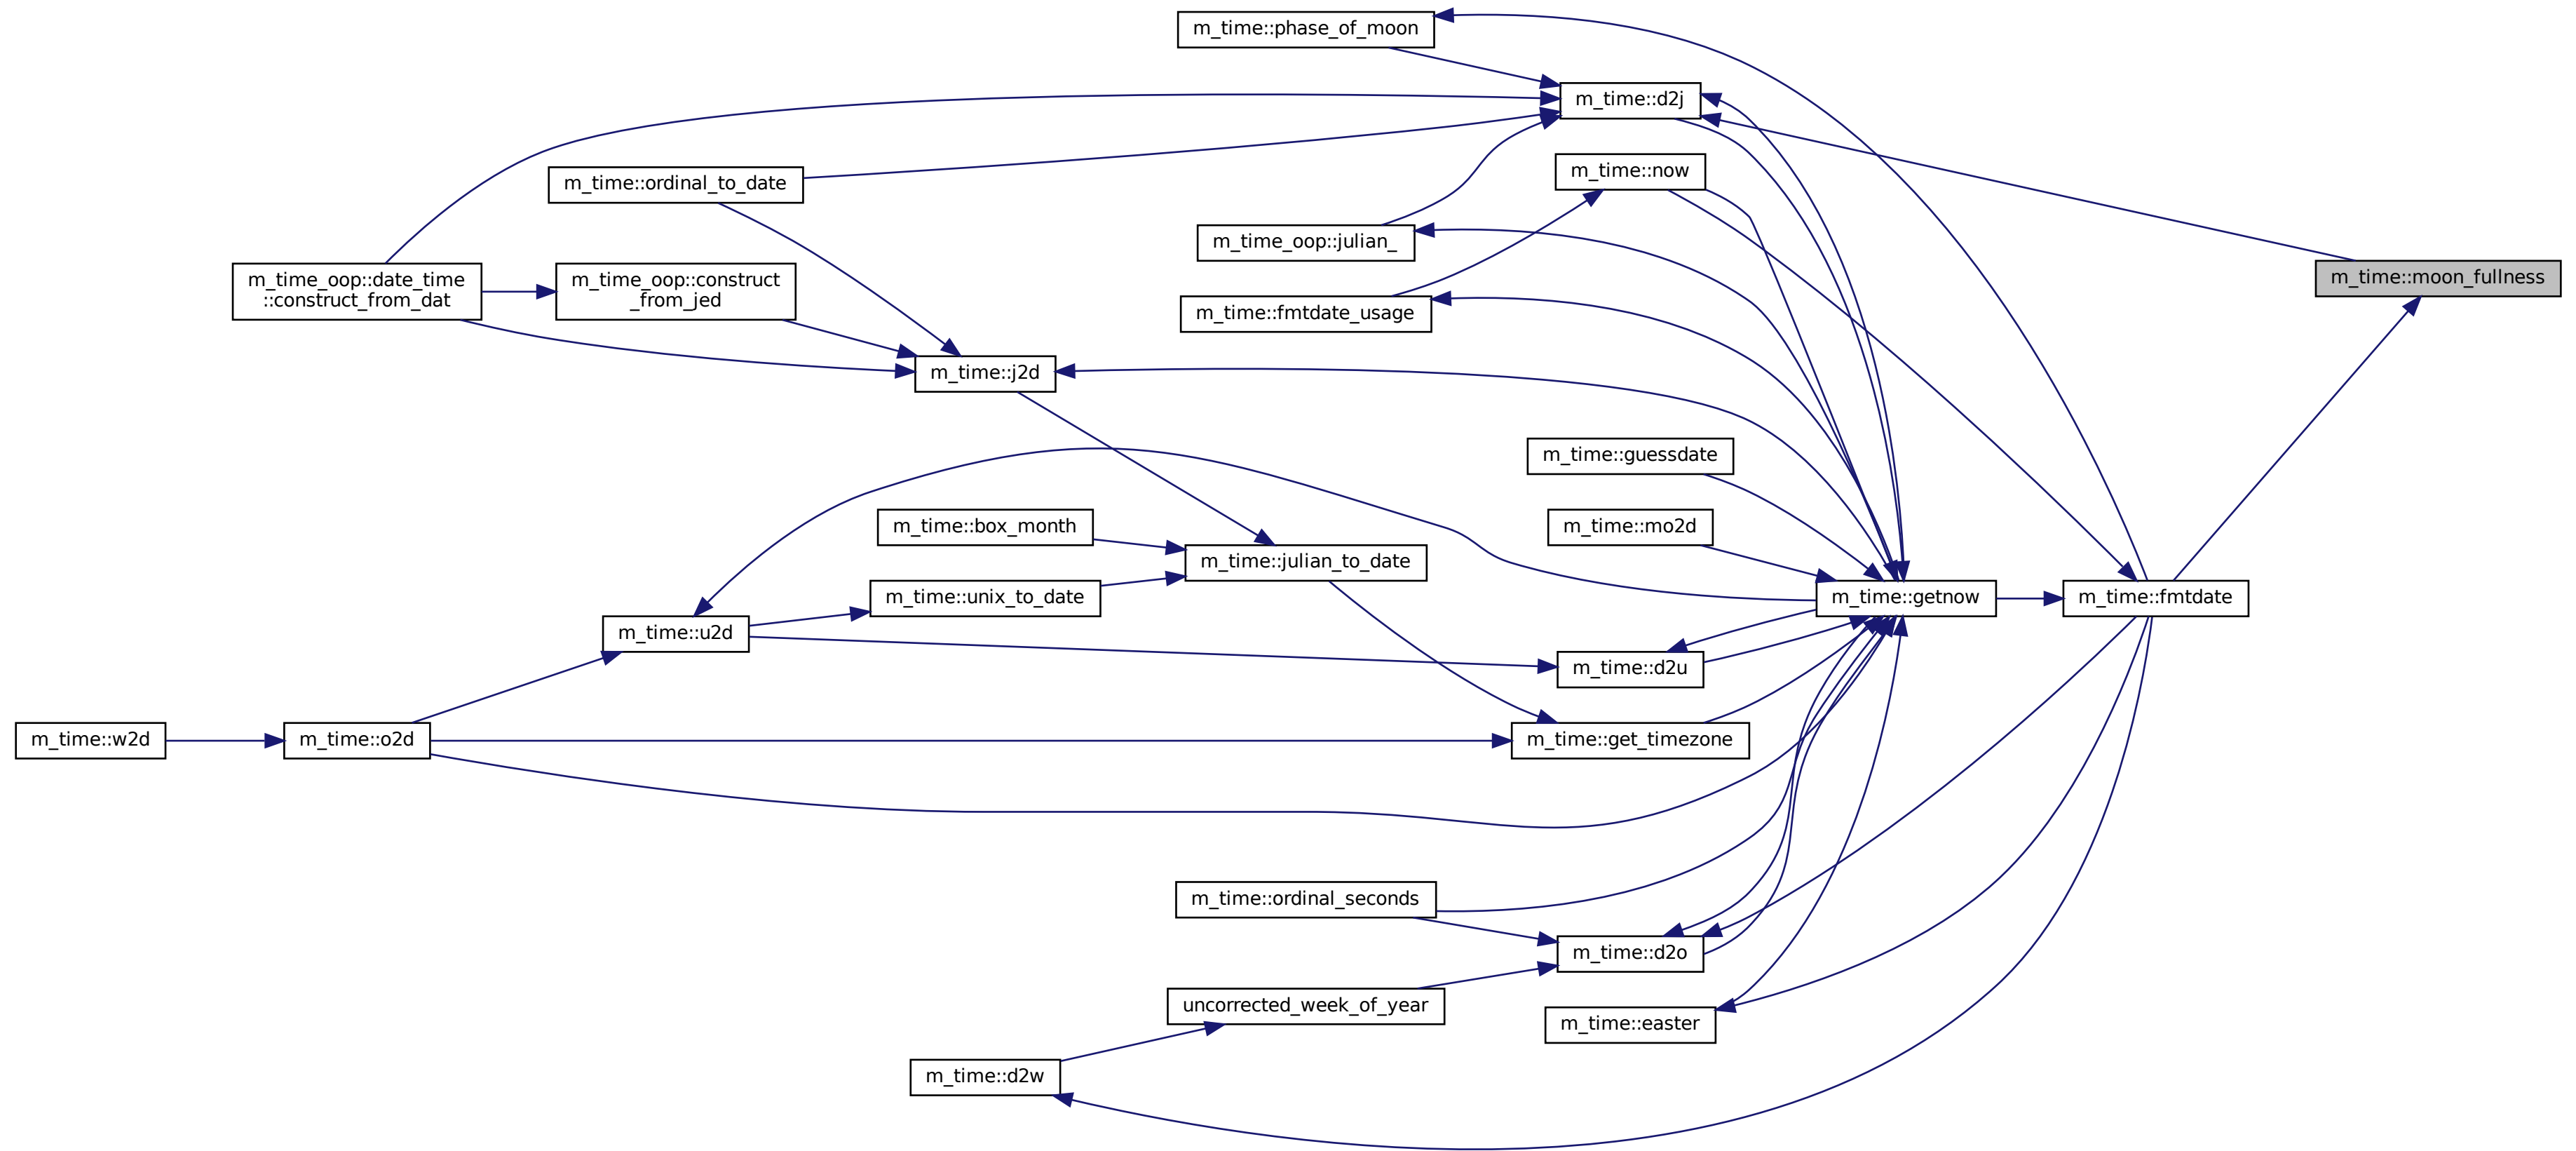 m_time::phase_of_moon
m_time::d2j
m_time::now
m_time::ordinal_to_date
m_time_oop::julian_
m_time_oop::date_time
::construct_from_dat
m_time_oop::construct
_from_jed
m_time::moon_fullness
m_time::fmtdate_usage
m_time::j2d
m_time::guessdate
m_time::box_month
m_time::mo2d
m_time::julian_to_date
m_time::unix_to_date
m_time::getnow
m_time::fmtdate
m_time::u2d
m_time::d2u
m_time::w2d
m_time::o2d
m_time::get_timezone
m_time::ordinal_seconds
m_time::d2o
uncorrected_week_of_year
m_time::easter
m_time::d2w